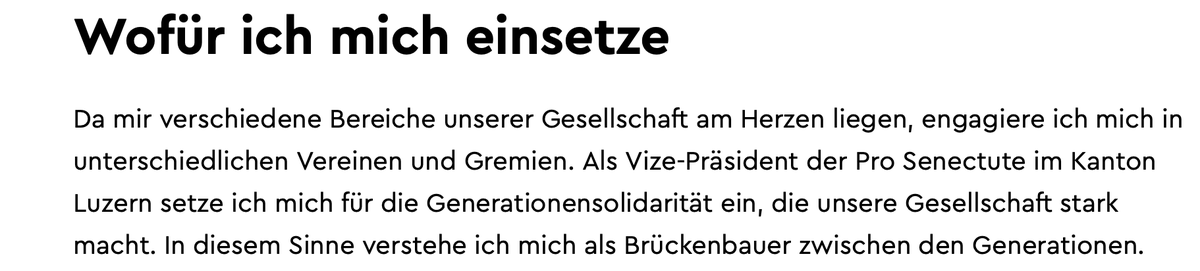 Wofür ich mich einsetze
Da mir verschiedene Bereiche unserer Gesellschaft am Herzen liegen, engagiere ich mich in
unterschiedlichen Vereinen und Gremien. Als Vize-Präsident der Pro Senectute im Kanton
Luzern setze ich mich für die Generationensolidarität ein, die unsere Gesellschaft stark
macht. In diesem Sinne verstehe ich mich als Brückenbauer zwischen den Generationen.